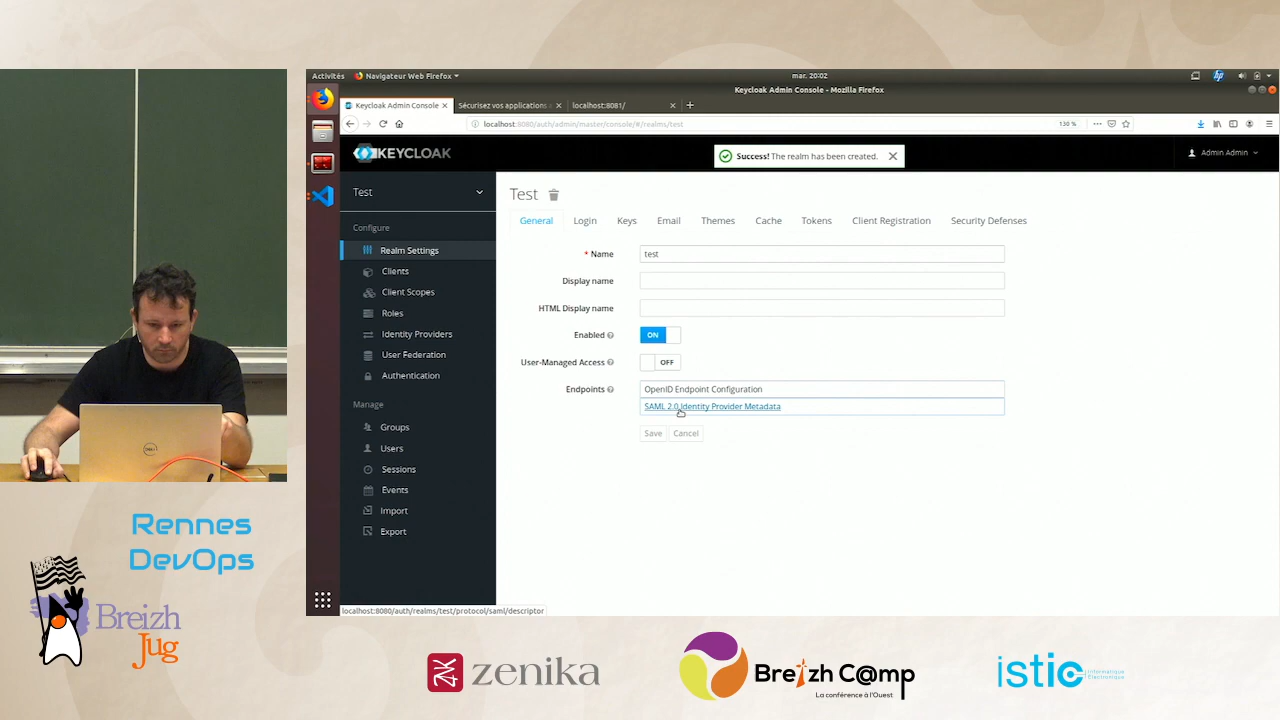 Activités
Navigateur Web Firefox
mar. 20:02
Keycloak Admin Console - Mozilla Firefox
Keycloak Admin Console
Sécurisez vos applications
localhost:8081/
localhost:8080/auth/admin/master/console/#/realms/test
130 %
KEYCLOAK
Success! The realm has been created.
Admin Admin
Test
Configure
Realm Settings
Clients
Client Scopes
Roles
Identity Providers
User Federation
Authentication
Manage
Groups
Users
Sessions
Events
Import
Export
Test
General
Login
Keys
Email
Themes
Cache
Tokens
Client Registration
Security Defenses
* Name
test
Display name
HTML Display name
Enabled
ON
User-Managed Access
OFF
Endpoints
OpenID Endpoint Configuration
SAML 2.0 Identity Provider Metadata
Save
Cancel
localhost:8080/auth/realms/test/protocol/saml/descriptor
DELL
Rennes
DevOps
Breizh
Jug
zenika
Breizh C@mp
La conférence à l'Ouest
istic
Informatique
Electronique